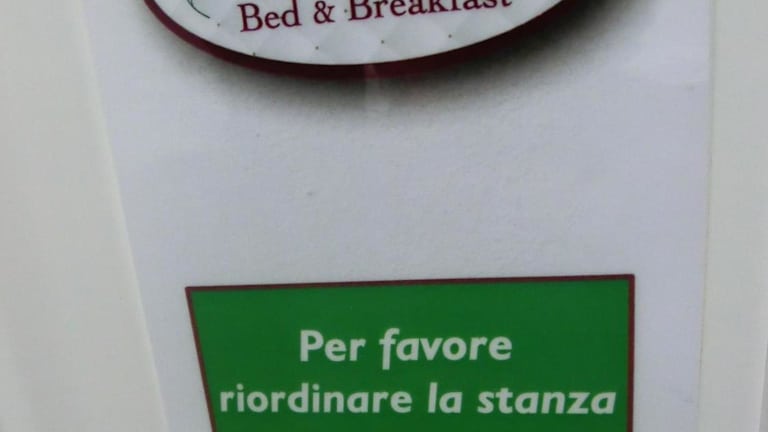 Bed & Breakfast
Per favore
riordinare la stanza